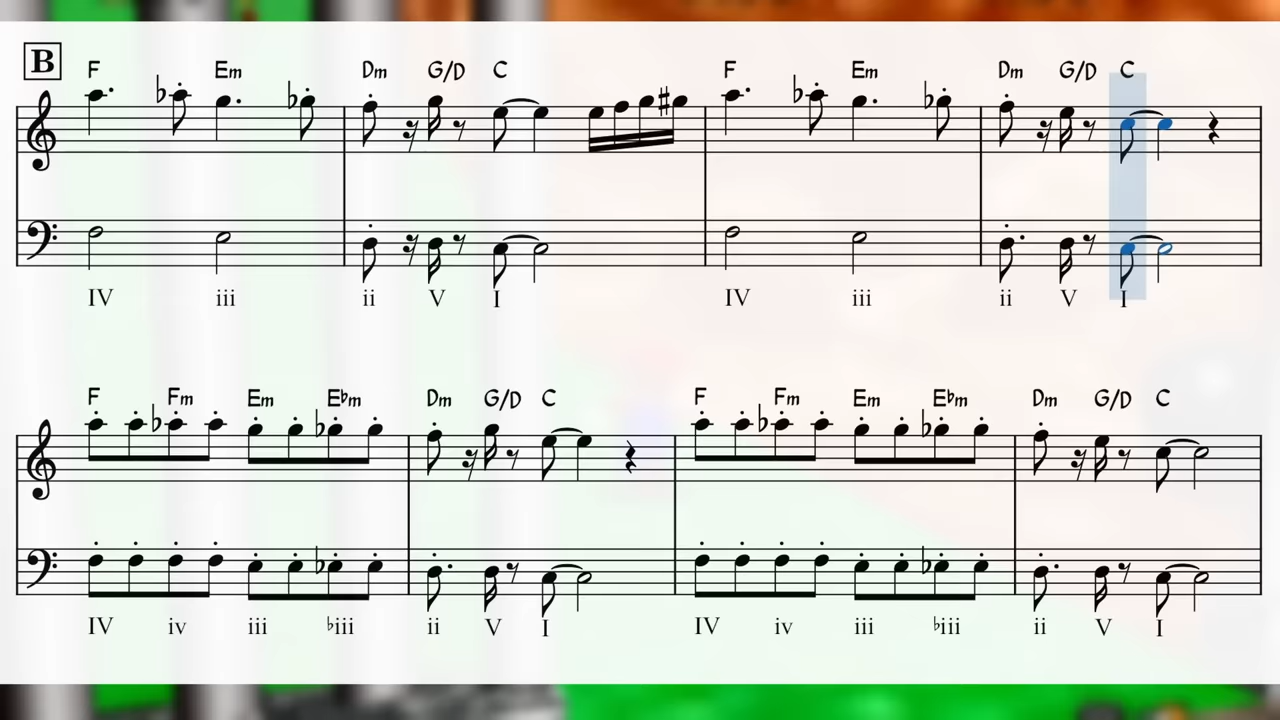 B
F Em Dm G/D C F Em Dm G/D C
IV iii ii V I IV iii ii V I
F Fm Em E♭m Dm G/D C F Fm Em E♭m Dm G/D C
IV iv iii ♭iii ii V I IV iv iii ♭iii ii V I